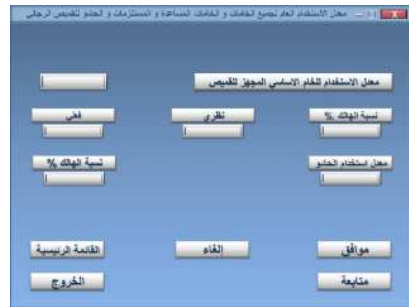 معدل الاستخدام العام لجميع الخامات و الخامات المساعدة و المستلزمات و الحشو للقميص الرجالي
معدل الاستخدام للخام الاساسي المجهز للقميص
نسبة الهالك %. نظري فعلي
معدل استخدام الحشو نسبة الهالك %
موافق إلغاء القائمة الرئيسية
متابعة الخروج